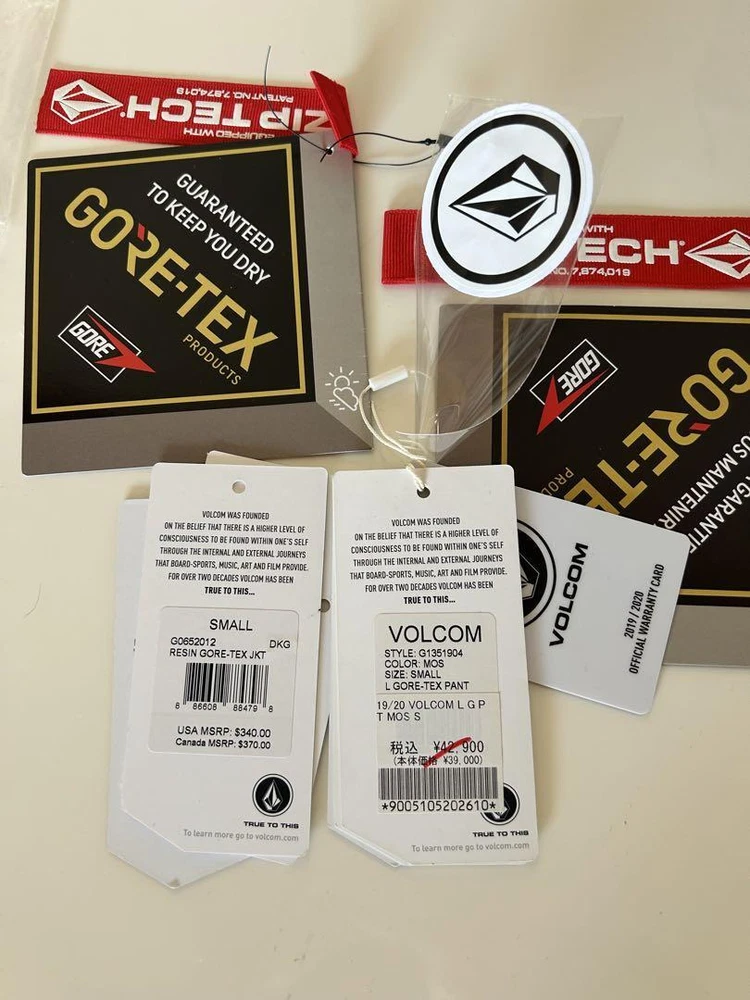 EQUIPPED WITH
ZIP TECH®
PATENT NO. 7,874,019
GUARANTEED
TO KEEP YOU DRY
GORE-TEX
PRODUCTS
GORE
WITH
ECH®
NO. 7,874,019
GORE
GORE-TE
VOLCOM
2019 / 2020
OFFICIAL WARRANTY CARD
VOLCOM WAS FOUNDED
ON THE BELIEF THAT THERE IS A HIGHER LEVEL OF
CONSCIOUSNESS TO BE FOUND WITHIN ONE'S SELF
THROUGH THE INTERNAL AND EXTERNAL JOURNEYS
THAT BOARD-SPORTS, MUSIC, ART AND FILM PROVIDE.
FOR OVER TWO DECADES VOLCOM HAS BEEN
TRUE TO THIS...
SMALL
G0652012 DKG
RESIN GORE-TEX JKT
8 86608 88479 8
USA MSRP: $340.00
Canada MSRP: $370.00
TRUE TO THIS
To learn more go to volcom.com
VOLCOM WAS FOUNDED
ON THE BELIEF THAT THERE IS A HIGHER LEVEL OF
CONSCIOUSNESS TO BE FOUND WITHIN ONE'S SELF
THROUGH THE INTERNAL AND EXTERNAL JOURNEYS
THAT BOARD-SPORTS, MUSIC, ART AND FILM PROVIDE.
FOR OVER TWO DECADES VOLCOM HAS BEEN
TRUE TO THIS...
VOLCOM
STYLE: G1351904
COLOR: MOS
SIZE: SMALL
L GORE-TEX PANT
19/20 VOLCOM L G P
T MOS S
税込 ¥42,900
(本体価格 ¥39,000)
*9005105202610*
TRUE TO THIS
To learn more go to volcom.com